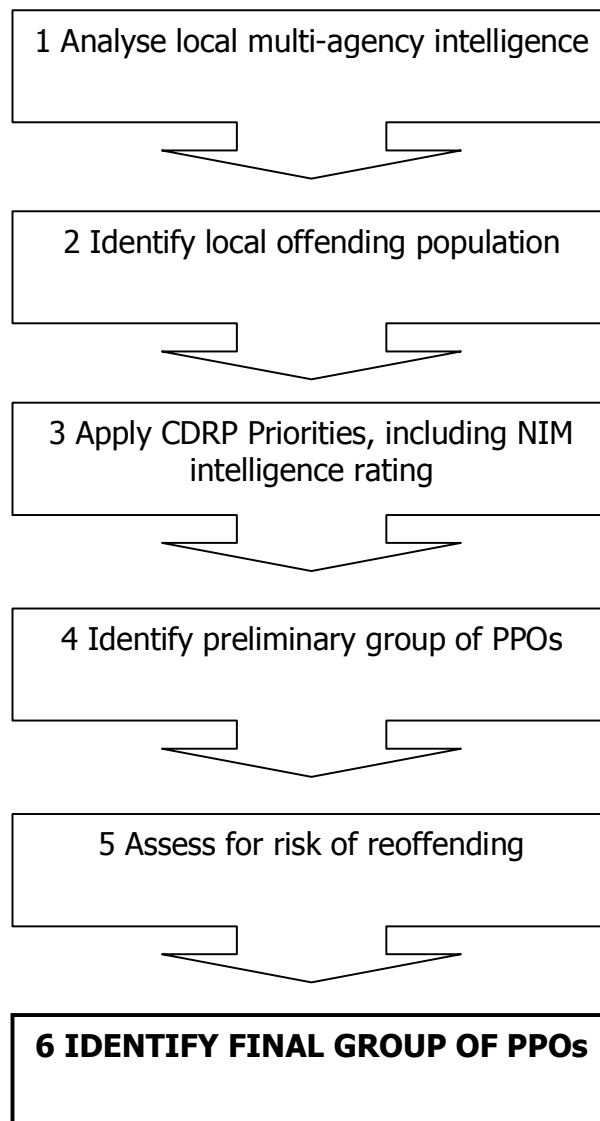 1 Analyse local multi-agency intelligence
2 Identify local offending population
3 Apply CDRP Priorities, including NIM
intelligence rating
4 Identify preliminary group of PPOs
5 Assess for risk of reoffending
6 IDENTIFY FINAL GROUP OF PPOs